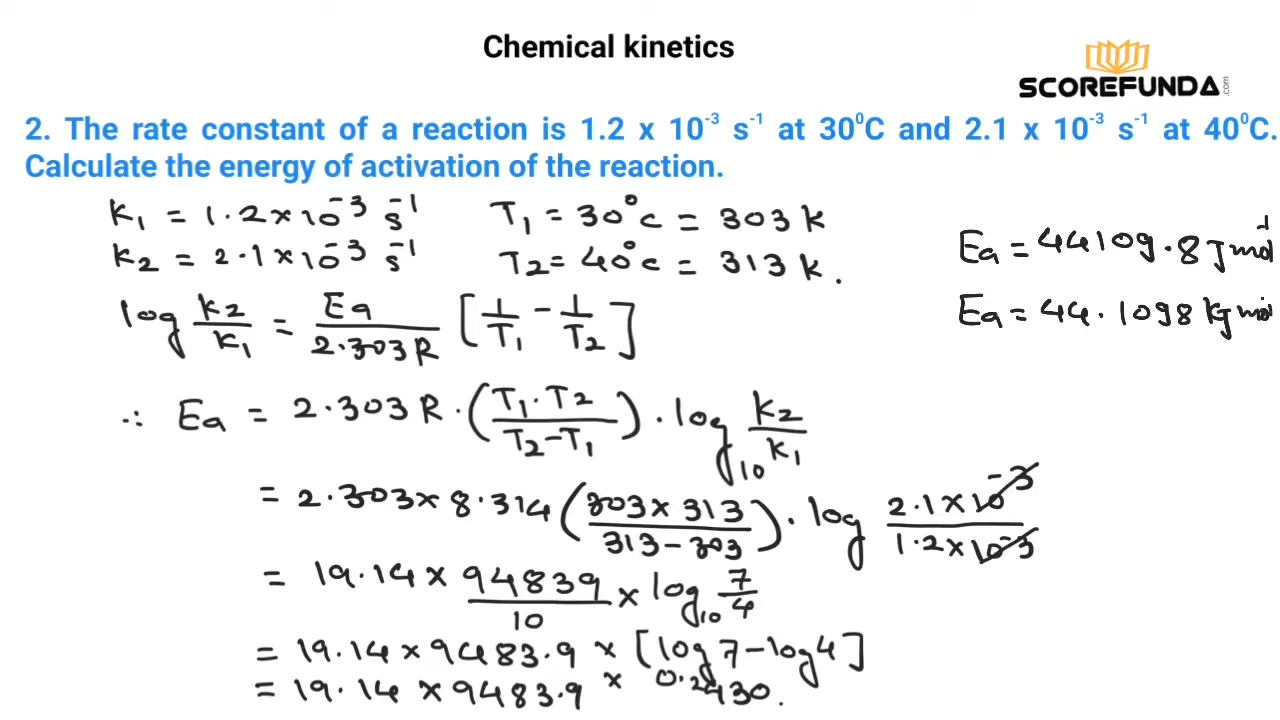 Chemical kinetics
SCOREFUNDA.com
2. The rate constant of a reaction is 1.2 x 10⁻³ s⁻¹ at 30⁰C and 2.1 x 10⁻³ s⁻¹ at 40⁰C.
Calculate the energy of activation of the reaction.
K₁ = 1.2 × 10⁻³ s⁻¹ T₁ = 30°C = 303 K
K₂ = 2.1 × 10⁻³ s⁻¹ T₂ = 40°C = 313 K.
Ea = 44109.8 J mol⁻¹
Ea = 44.1098 kJ mol⁻¹
log K₂/K₁ = Ea/2.303R [1/T₁ - 1/T₂]
∴ Ea = 2.303 R · (T₁·T₂/T₂-T₁) · log₁₀ K₂/K₁
= 2.303 × 8.314 (303 × 313/313 - 303) · log 2.1 × 10⁻³/1.2 × 10⁻³
= 19.14 × 94839/10 × log₁₀ 7/4
= 19.14 × 9483.9 × [log 7 - log 4]
= 19.14 × 9483.9 × 0.2430.